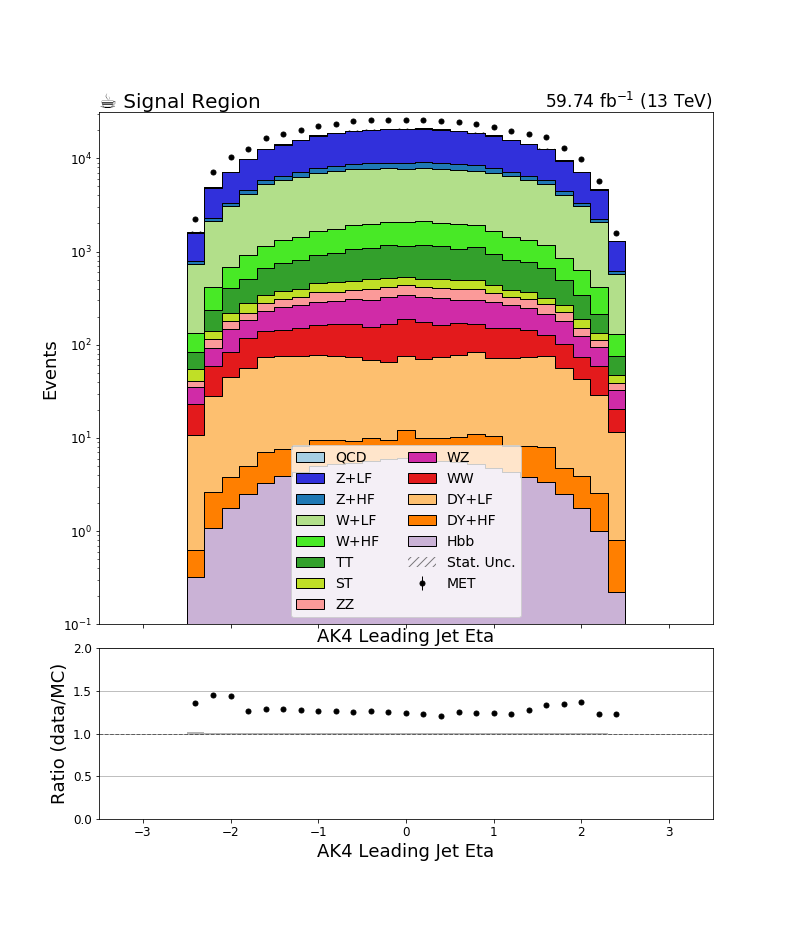 ☕ Signal Region 59.74 fb⁻¹ (13 TeV)
Events
10⁴
10³
10²
10¹
10⁰
10⁻¹
QCD WZ
Z+LF WW
Z+HF DY+LF
W+LF DY+HF
W+HF Hbb
TT Stat. Unc.
ST MET
ZZ
AK4 Leading Jet Eta
Ratio (data/MC)
2.0
1.5
1.0
0.5
0.0
−3 −2 −1 0 1 2 3
AK4 Leading Jet Eta